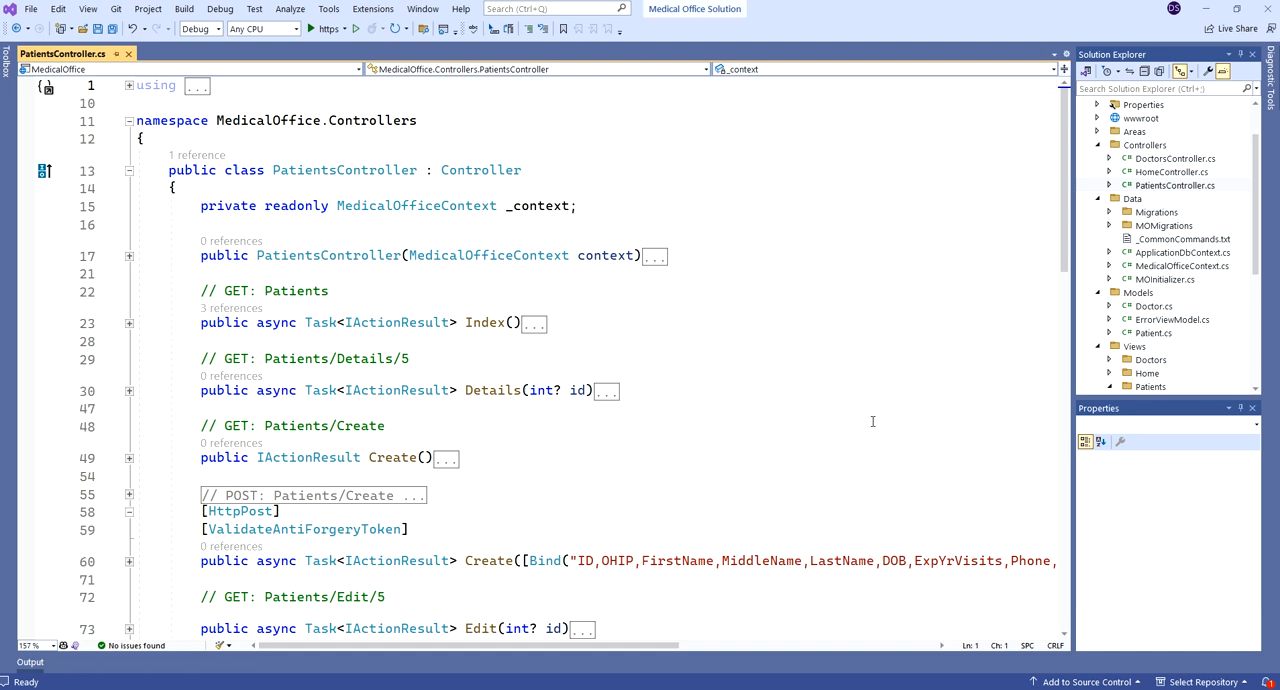 File Edit View Git Project Build Debug Test Analyze Tools Extensions Window Help Search (Ctrl+Q) Medical Office Solution DS
Debug Any CPU https Live Share
Toolbox
PatientsController.cs
MedicalOffice MedicalOffice.Controllers.PatientsController _context
1 using ...
10
11 namespace MedicalOffice.Controllers
12 {
1 reference
13 public class PatientsController : Controller
14 {
15 private readonly MedicalOfficeContext _context;
16
0 references
17 public PatientsController(MedicalOfficeContext context)...
21
22 // GET: Patients
3 references
23 public async Task<IActionResult> Index()...
28
29 // GET: Patients/Details/5
0 references
30 public async Task<IActionResult> Details(int? id)...
47
48 // GET: Patients/Create
0 references
49 public IActionResult Create()...
54
55 // POST: Patients/Create ...
58 [HttpPost]
59 [ValidateAntiForgeryToken]
0 references
60 public async Task<IActionResult> Create([Bind("ID,OHIP,FirstName,MiddleName,LastName,DOB,ExpYrVisits,Phone,
71
72 // GET: Patients/Edit/5
73 public async Task<IActionResult> Edit(int? id)...
157 % No issues found Ln: 1 Ch: 1 SPC CRLF
Output
Ready Add to Source Control Select Repository 1
Solution Explorer
Search Solution Explorer (Ctrl+;)
Properties
wwwroot
Areas
Controllers
C# DoctorsController.cs
C# HomeController.cs
C# PatientsController.cs
Data
Migrations
MOMigrations
_CommonCommands.txt
C# ApplicationDbContext.cs
C# MedicalOfficeContext.cs
C# MOInitializer.cs
Models
C# Doctor.cs
C# ErrorViewModel.cs
C# Patient.cs
Views
Doctors
Home
Patients
Properties
Diagnostic Tools